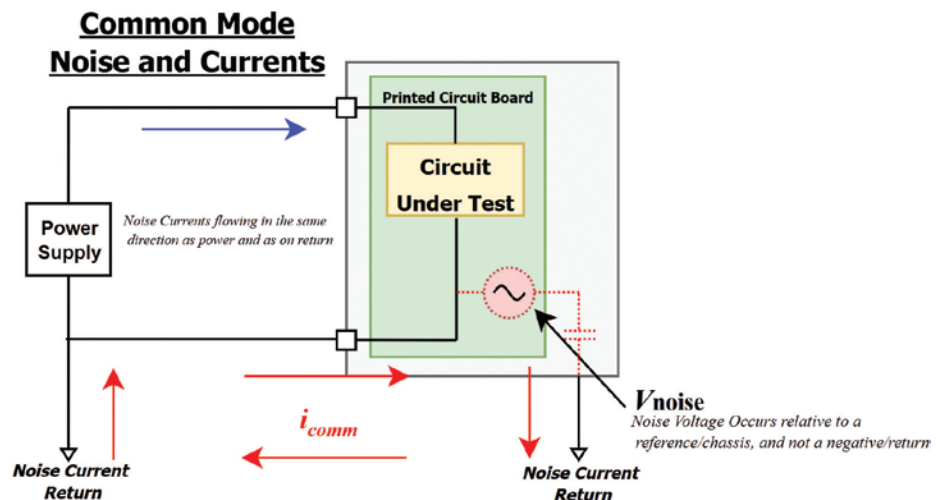 Common Mode
Noise and Currents
Printed Circuit Board
Circuit
Under Test
Power
Supply
Noise Currents flowing in the same
direction as power and as on return
Vnoise
Noise Voltage Occurs relative to a
reference/chassis, and not a negative/return
icomm
Noise Current
Return
Noise Current
Return